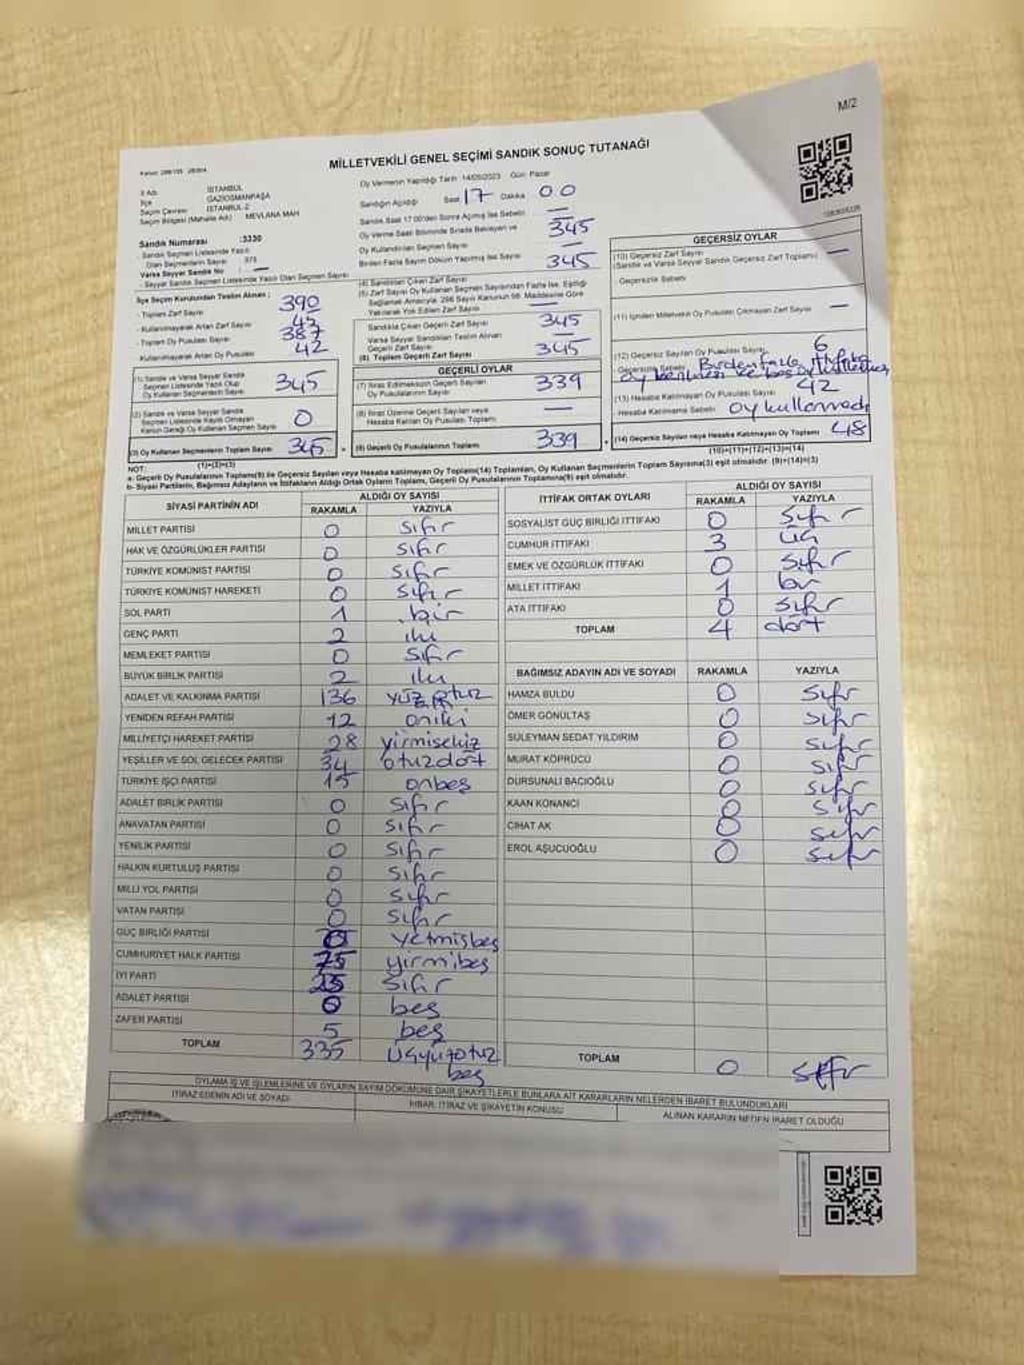 M/2
MİLLETVEKİLİ GENEL SEÇİMİ SANDIK SONUÇ TUTANAĞI
İl Adı İSTANBUL
İlçe GAZİOSMANPAŞA
Seçim Çevresi İSTANBUL-2
Seçim Bölgesi (Mahalle Adı) MEVLANA MAH
Sandık Numarası :3330
- Sandık Seçmen Listesinde Yazılı
Olan Seçmenlerin Sayısı
Varsa Seyyar Sandık No : —
- Seyyar Sandık Seçmen Listesinde Yazılı Olan Seçmen Sayısı
Oy Vermenin Yapıldığı Tarih 14/05/2023 Gün: Pazar
Sandığın Açıldığı Saat 17 Dakika 00
Sandık Saat 17:00'den Sonra Açılmış İse Sebebi —
Oy Verme Saati Bitiminde Sırada Bekleyen ve 345
Oy Kullandırılan Seçmen Sayısı —
Birden Fazla Sayım Döküm Yapılmış İse Sayısı 345
İlçe Seçim Kurulundan Teslim Alınan ;
- Toplam Zarf Sayısı 390
- Kullanılmayarak Artan Zarf Sayısı 45
- Toplam Oy Pusulası Sayısı 387
Kullanılmayarak Artan Oy Pusulası 42
(1) Sandık ve Varsa Seyyar Sandık
Seçmen Listesinde Yazılı Olup
Oy Kullanan Seçmenlerin Sayısı 345
(2) Sandık ve Varsa Seyyar Sandık
Seçmen Listesinde Kayıtlı Olmayan
Kanun Gereği Oy Kullanan Seçmen Sayısı 0
(3) Oy Kullanan Seçmenlerin Toplam Sayısı 345
(1)+(2)=(3)
(4) Sandıktan Çıkan Zarf Sayısı
(5) Zarf Sayısı Oy Kullanan Seçmen Sayısından Fazla İse, Eşitliği
Sağlamak Amacıyla, 298 Sayılı Kanunun 98. Maddesine Göre
Yakılarak Yok Edilen Zarf Sayısı —
Sandıkta Çıkan Geçerli Zarf Sayısı 345
Varsa Seyyar Sandıktan Teslim Alınan
Geçerli Zarf Sayısı —
(6) Toplam Geçerli Zarf Sayısı 345
GEÇERLİ OYLAR
(7) İtiraz Edilmeksizin Geçerli Sayılan
Oy Pusulalarının Sayısı 339
(8) İtiraz Üzerine Geçerli Sayılan veya
Hesaba Katılan Oy Pusulası Toplamı —
(9) Geçerli Oy Pusulalarının Toplamı 339
GEÇERSİZ OYLAR
(10) Geçersiz Zarf Sayısı
(Sandık ve Varsa Seyyar Sandık Geçersiz Zarf Toplamı) —
Geçersizlik Sebebi
(11) İçinden Milletvekili Oy Pusulası Çıkmayan Zarf Sayısı —
(12) Geçersiz Sayılan Oy Pusulası Sayısı 6
Geçersizlik Sebebi Birden fazla
(13) Hesaba Katılmayan Oy Pusulası Sayısı 42
Hesaba Katılmama Sebebi oy kullanmadı
(14) Geçersiz Sayılan veya Hesaba Katılmayan Oy Toplamı 48
(10)+(11)+(12)+(13)=(14)
NOT:
a- Geçerli Oy Pusulalarının Toplamı(9) ile Geçersiz Sayılan veya Hesaba katılmayan Oy Toplamı(14) Toplamları, Oy Kullanan Seçmenlerin Toplam Sayısına(3) eşit olmalıdır. (9)+(14)=(3)
b- Siyasi Partilerin, Bağımsız Adayların ve İttifakların Aldığı Ortak Oyların Toplamı, Geçerli Oy Pusulalarının Toplamına(9) eşit olmalıdır.
SİYASİ PARTİNİN ADI ALDIĞI OY SAYISI
RAKAMLA YAZIYLA
MİLLET PARTİSİ 0 sıfır
HAK VE ÖZGÜRLÜKLER PARTİSİ 0 sıfır
TÜRKİYE KOMÜNİST PARTİSİ 0 sıfır
TÜRKİYE KOMÜNİST HAREKETİ 0 sıfır
SOL PARTİ 1 bir
GENÇ PARTİ 2 iki
MEMLEKET PARTİSİ 0 sıfır
BÜYÜK BİRLİK PARTİSİ 2 iki
ADALET VE KALKINMA PARTİSİ 136
YENİDEN REFAH PARTİSİ 12 oniki
MİLLİYETÇİ HAREKET PARTİSİ 28 yirmisekiz
YEŞİLLER VE SOL GELECEK PARTİSİ 34 otuzdört
TÜRKİYE İŞÇİ PARTİSİ 15 onbeş
ADALET BİRLİK PARTİSİ 0 sıfır
ANAVATAN PARTİSİ 0 sıfır
YENİLİK PARTİSİ 0 sıfır
HALKIN KURTULUŞ PARTİSİ 0 sıfır
MİLLİ YOL PARTİSİ 0 sıfır
VATAN PARTİSİ 0 sıfır
GÜÇ BİRLİĞİ PARTİSİ 0 yetmişbeş
CUMHURİYET HALK PARTİSİ 75 yirmibeş
İYİ PARTİ 25 sıfır
ADALET PARTİSİ 0 beş
ZAFER PARTİSİ 5 beş
TOPLAM 335 üçyüzotuz
beş
İTTİFAK ORTAK OYLARI ALDIĞI OY SAYISI
RAKAMLA YAZIYLA
SOSYALİST GÜÇ BİRLİĞİ İTTİFAKI 0 sıfır
CUMHUR İTTİFAKI 3 üç
EMEK VE ÖZGÜRLÜK İTTİFAKI 0 sıfır
MİLLET İTTİFAKI 1 bir
ATA İTTİFAKI 0 sıfır
TOPLAM 4 dört
BAĞIMSIZ ADAYIN ADI VE SOYADI RAKAMLA YAZIYLA
HAMZA BULDU 0 sıfır
ÖMER GÖNÜLTAŞ 0 sıfır
SÜLEYMAN SEDAT YILDIRIM 0 sıfır
MURAT KÖPRÜCÜ 0 sıfır
DURSUNALİ BACIOĞLU 0 sıfır
KAAN KONANCI 0 sıfır
CİHAT AK 0 sıfır
EROL AŞUCUOĞLU 0 sıfır
TOPLAM 0 sıfır
OYLAMA İŞ VE İŞLEMLERİNE VE OYLARIN SAYIM DÖKÜMÜNE DAİR ŞİKAYETLERLE BUNLARA AİT KARARLARIN NELERDEN İBARET BULUNDUKLARI
İTİRAZ EDENİN ADI VE SOYADI İHBAR, İTİRAZ VE ŞİKAYETİN KONUSU ALINAN KARARIN NEDEN İBARET OLDUĞU